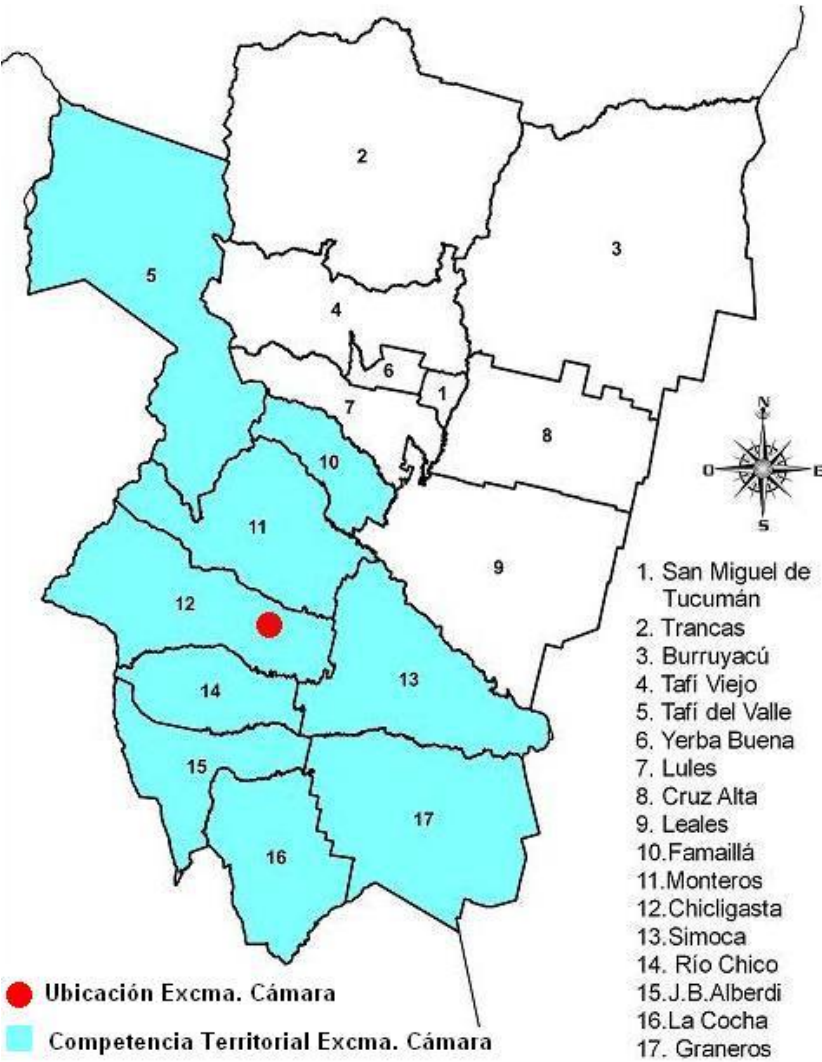 2
3
5
4
6
1
7
8
10
11
9
12
13
14
15
17
16
N
O
E
S
1. San Miguel de
Tucumán
2. Trancas
3. Burruyacú
4. Tafí Viejo
5. Tafí del Valle
6. Yerba Buena
7. Lules
8. Cruz Alta
9. Leales
10.Famaillá
11.Monteros
12.Chicligasta
13.Simoca
14. Río Chico
15.J.B.Alberdi
16.La Cocha
17. Graneros
Ubicación Excma. Cámara
Competencia Territorial Excma. Cámara